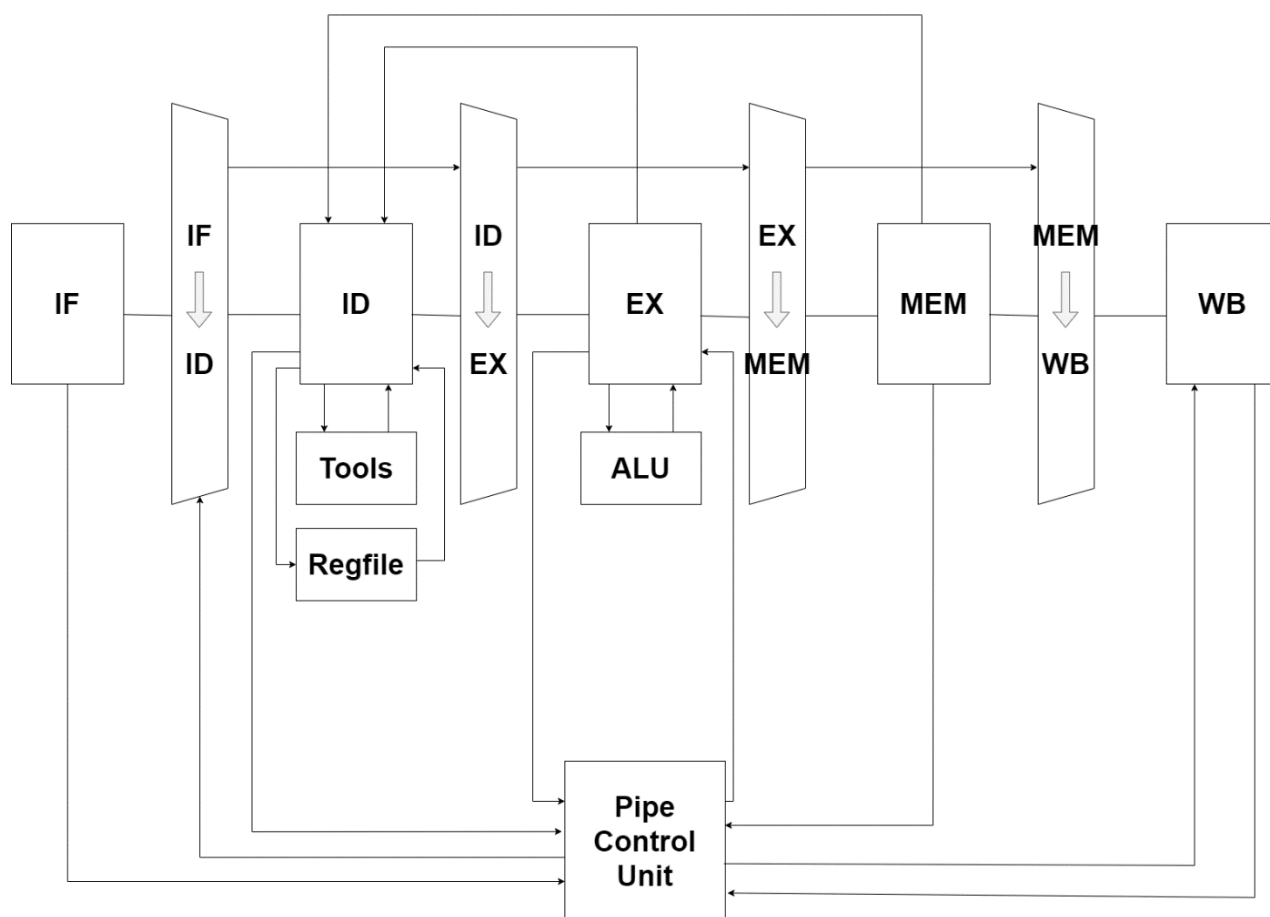 IF
IF
ID
ID
ID
EX
EX
EX
MEM
MEM
MEM
WB
WB
Tools
Regfile
ALU
Pipe
Control
Unit